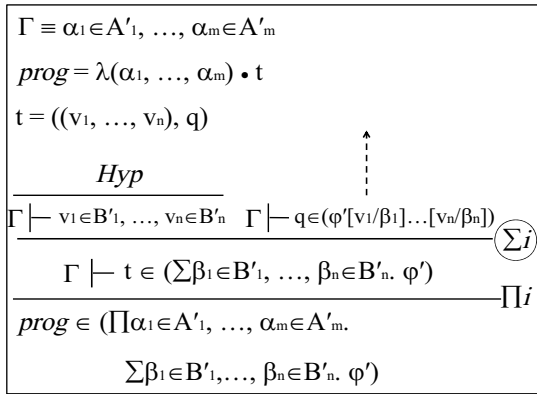 Γ ≡ α₁∈A′₁, …, αₘ∈A′ₘ
prog = λ(α₁, …, αₘ) • t
t = ((v₁, …, vₙ), q)
Hyp
Γ ├─ v₁∈B′₁, …, vₙ∈B′ₙ Γ ├─ q∈(φ′[v₁/β₁]…[vₙ/βₙ])
∑i
Γ ├─ t ∈ (∑β₁∈B′₁, …, βₙ∈B′ₙ. φ′)
∏i
prog ∈ (∏α₁∈A′₁, …, αₘ∈A′ₘ.
∑β₁∈B′₁,…, βₙ∈B′ₙ. φ′)